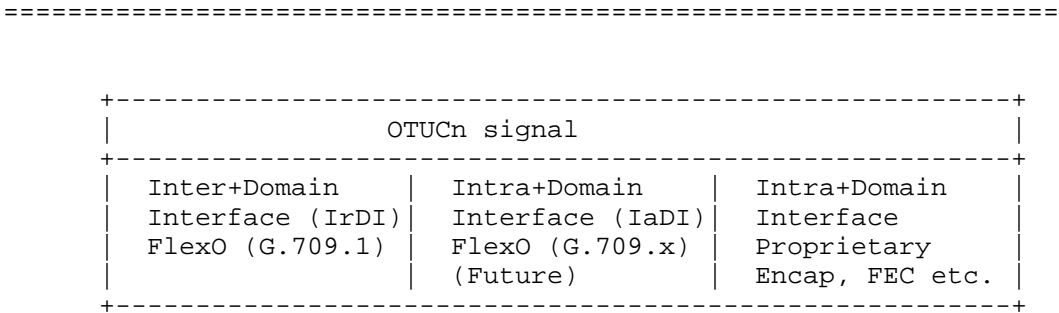 ==================================================================
+---------------------------------------------------------+
| OTUCn signal |
+---------------------------------------------------------+
| Inter+Domain | Intra+Domain | Intra+Domain |
| Interface (IrDI)| Interface (IaDI)| Interface |
| FlexO (G.709.1) | FlexO (G.709.x) | Proprietary |
| | (Future) | Encap, FEC etc. |
+---------------------------------------------------------+